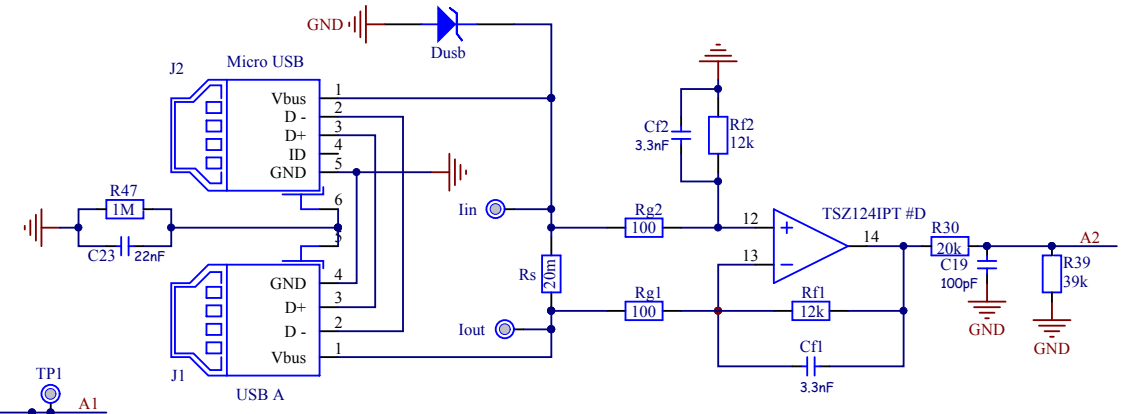 GND
Dusb
Micro USB
J2
Vbus
1
D -
2
D+
3
ID
4
GND
5
6
R47
1M
C23
22nF
5
GND
4
D+
3
D -
2
Vbus
1
J1
USB A
TP1
A1
Iin
Rs
20m
Iout
Cf2
3.3nF
Rf2
12k
Rg2
100
Rg1
100
12
13
14
TSZ124IPT #D
Rf1
12k
Cf1
3.3nF
R30
20k
C19
100pF
GND
A2
R39
39k
GND